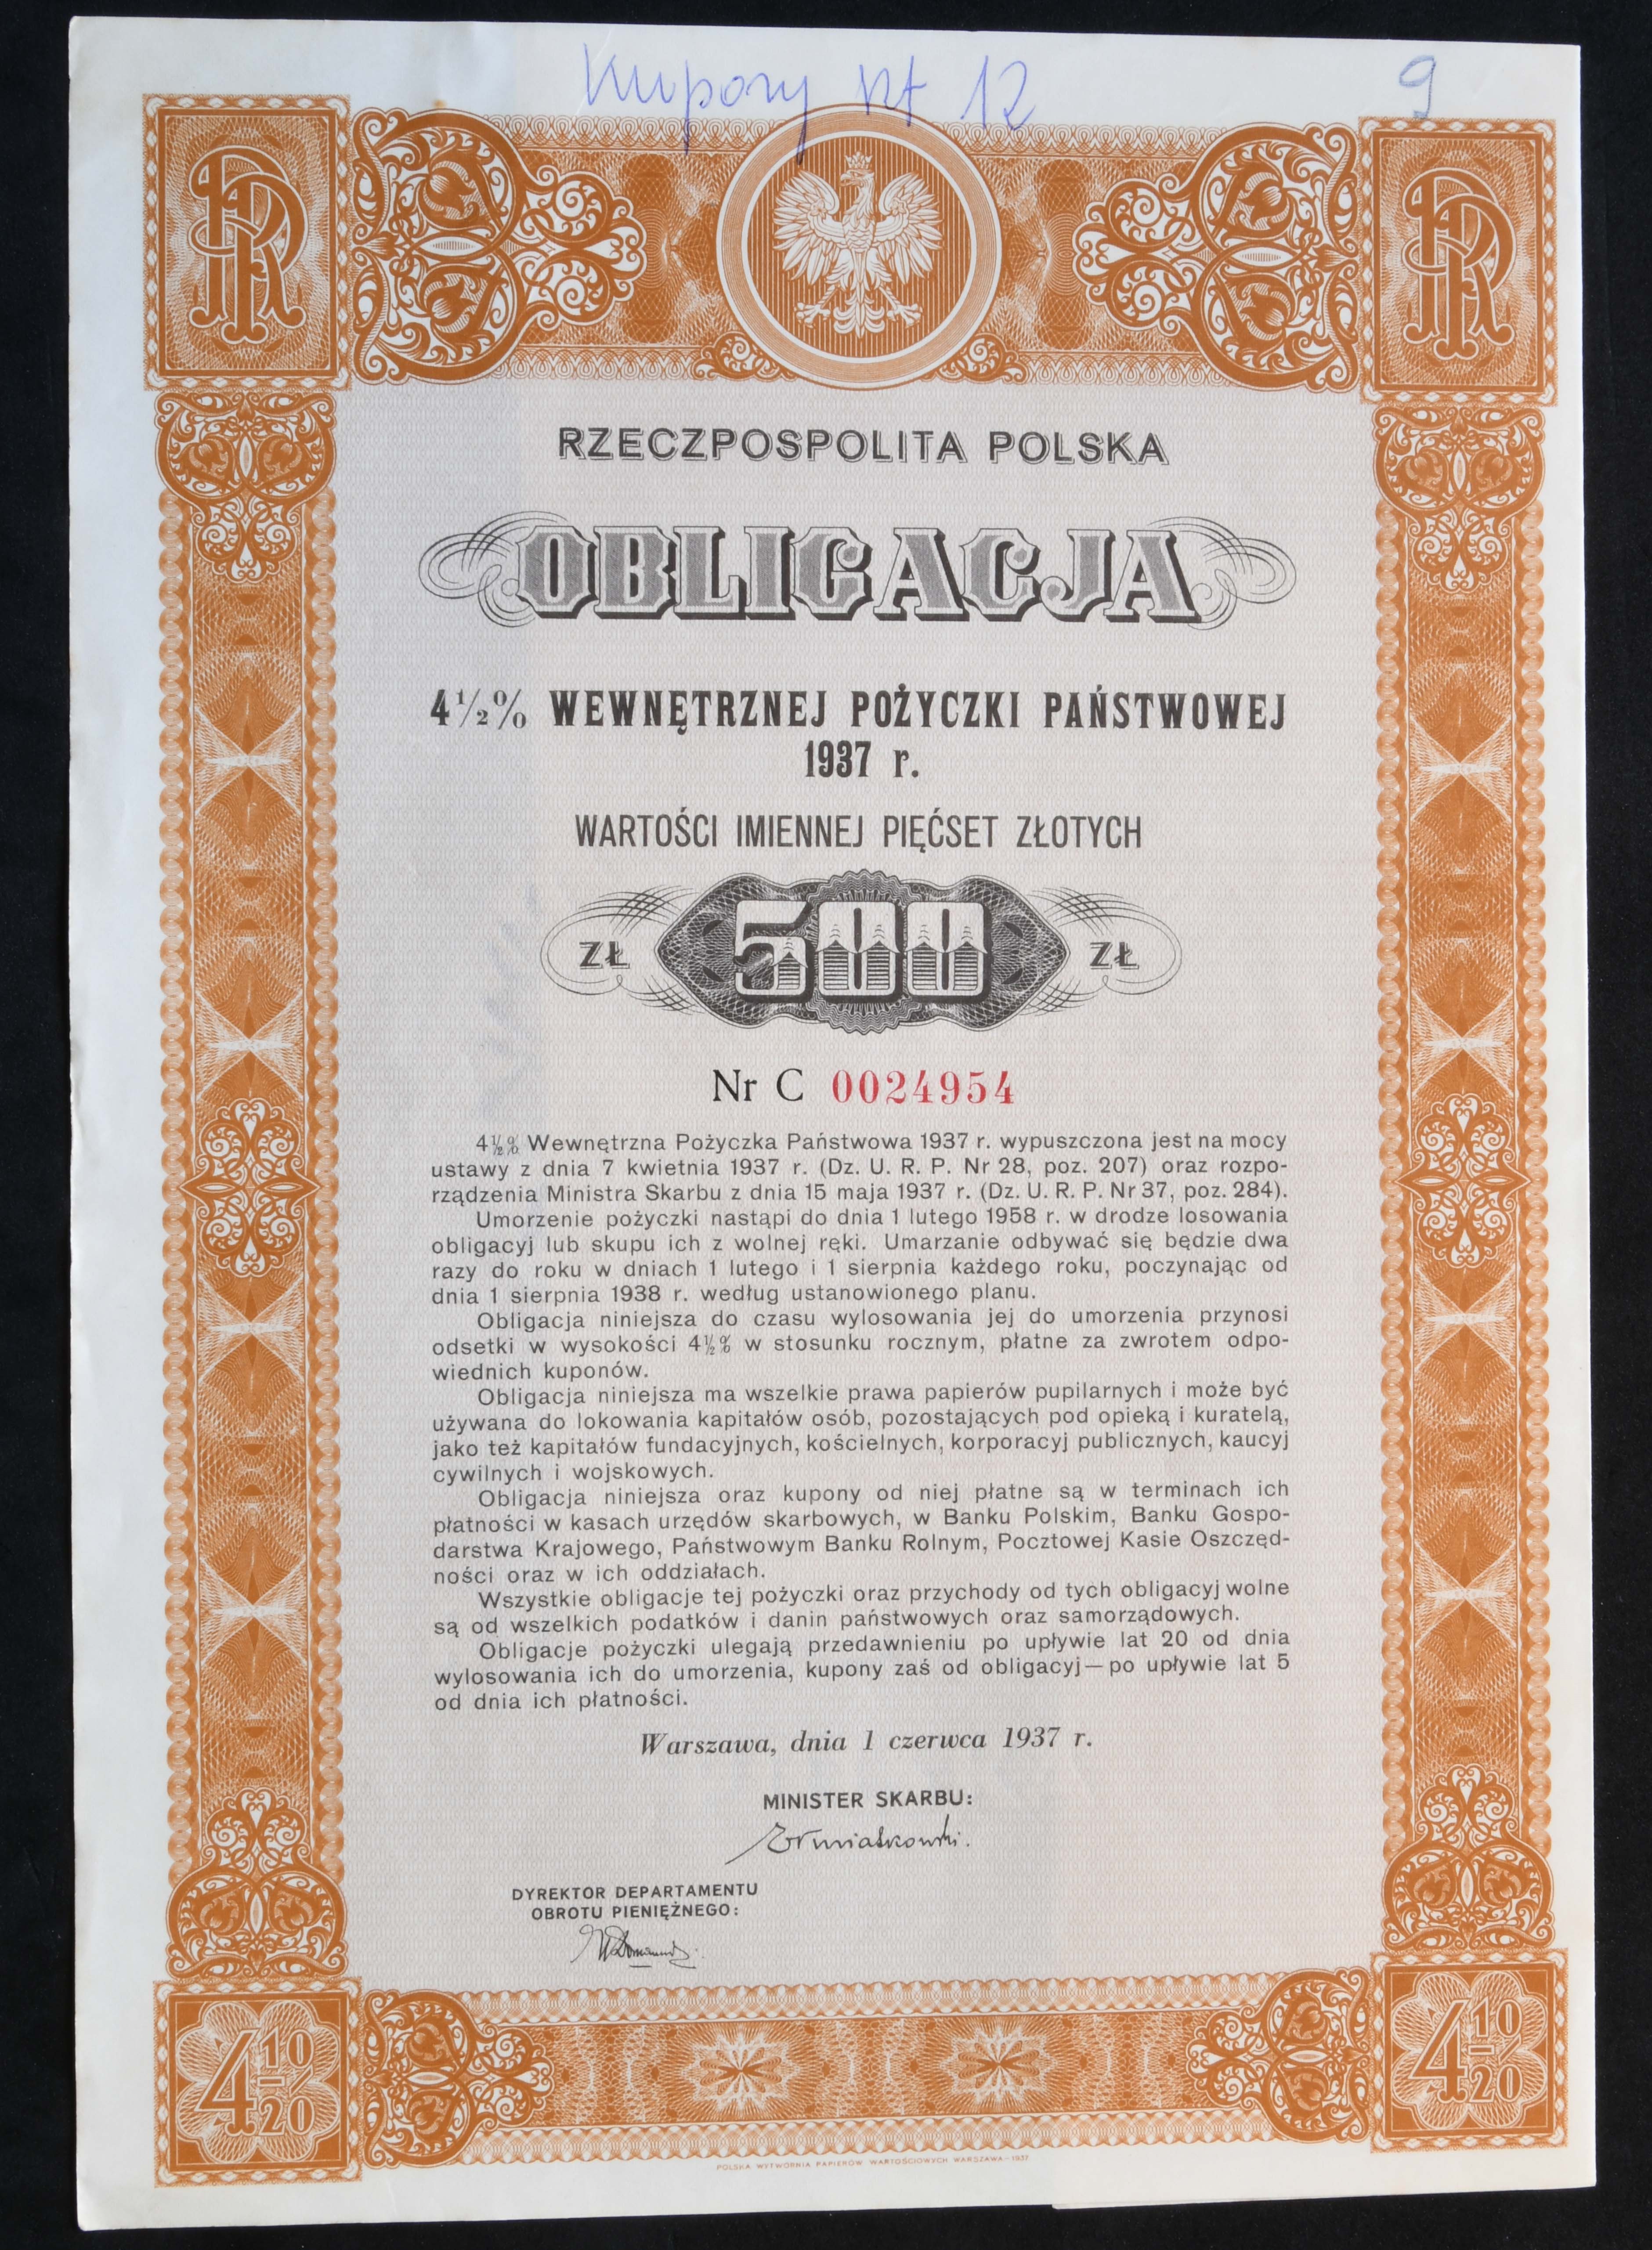 Kupony nr 12
9
RZECZPOSPOLITA POLSKA
OBLIGACJA
4½% WEWNĘTRZNEJ POŻYCZKI PAŃSTWOWEJ
1937 r.
WARTOŚCI IMIENNEJ PIĘĆSET ZŁOTYCH
ZŁ 500 ZŁ
Nr C 0024954
4½% Wewnętrzna Pożyczka Państwowa 1937 r. wypuszczona jest na mocy
ustawy z dnia 7 kwietnia 1937 r. (Dz. U. R. P. Nr 28, poz. 207) oraz rozpo-
rządzenia Ministra Skarbu z dnia 15 maja 1937 r. (Dz. U. R. P. Nr 37, poz. 284).
Umorzenie pożyczki nastąpi do dnia 1 lutego 1958 r. w drodze losowania
obligacyj lub skupu ich z wolnej ręki. Umarzanie odbywać się będzie dwa
razy do roku w dniach 1 lutego i 1 sierpnia każdego roku, poczynając od
dnia 1 sierpnia 1938 r. według ustanowionego planu.
Obligacja niniejsza do czasu wylosowania jej do umorzenia przynosi
odsetki w wysokości 4½% w stosunku rocznym, płatne za zwrotem odpo-
wiednich kuponów.
Obligacja niniejsza ma wszelkie prawa papierów pupilarnych i może być
używana do lokowania kapitałów osób, pozostających pod opieką i kuratelą,
jako też kapitałów fundacyjnych, kościelnych, korporacyj publicznych, kaucyj
cywilnych i wojskowych.
Obligacja niniejsza oraz kupony od niej płatne są w terminach ich
płatności w kasach urzędów skarbowych, w Banku Polskim, Banku Gospo-
darstwa Krajowego, Państwowym Banku Rolnym, Pocztowej Kasie Oszczęd-
ności oraz w ich oddziałach.
Wszystkie obligacje tej pożyczki oraz przychody od tych obligacyj wolne
są od wszelkich podatków i danin państwowych oraz samorządowych.
Obligacje pożyczki ulegają przedawnieniu po upływie lat 20 od dnia
wylosowania ich do umorzenia, kupony zaś od obligacyj — po upływie lat 5
od dnia ich płatności.
Warszawa, dnia 1 czerwca 1937 r.
MINISTER SKARBU:
DYREKTOR DEPARTAMENTU
OBROTU PIENIĘŻNEGO:
4 10/20 %
4 10/20 %
POLSKA WYTWÓRNIA PAPIERÓW WARTOŚCIOWYCH WARSZAWA-1937